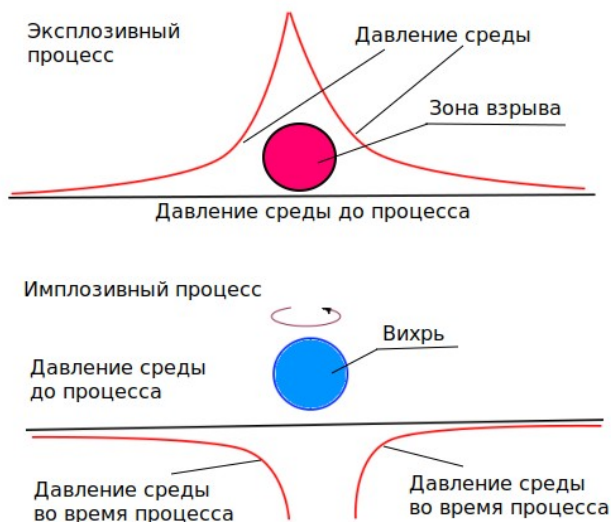 Эксплозивный
процесс
Давление среды
Зона взрыва
Давление среды до процесса
Имплозивный процесс
Вихрь
Давление среды
до процесса
Давление среды
во время процесса
Давление среды
во время процесса